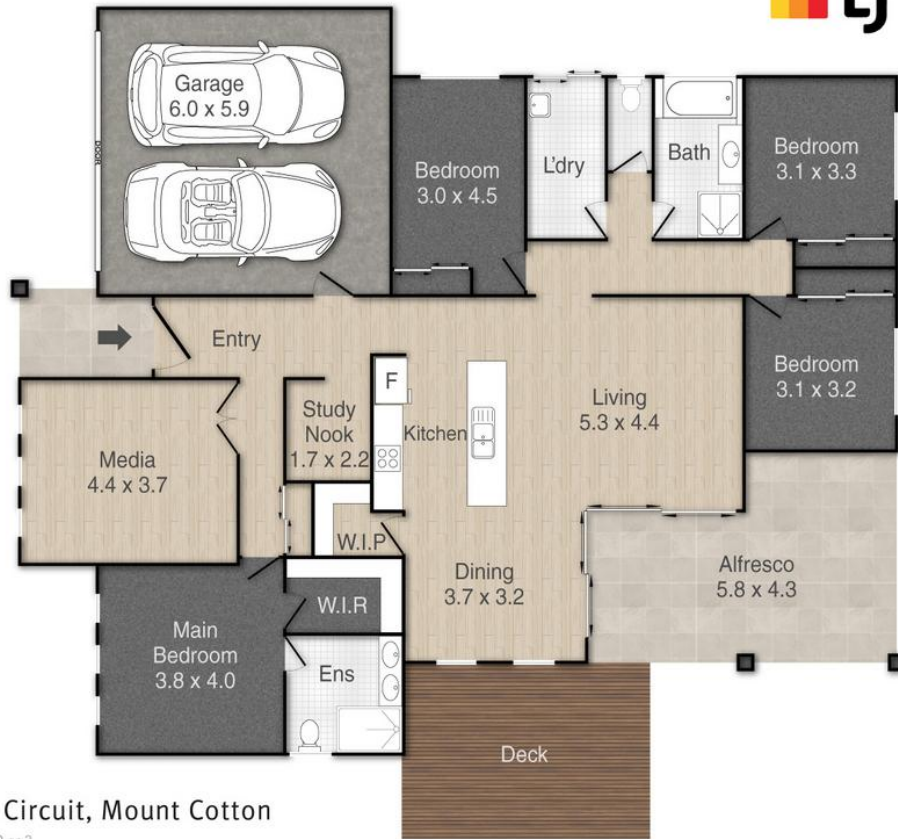 LJ
Garage
6.0 x 5.9
DOOR
Bedroom
3.0 x 4.5
L'dry
Bath
Bedroom
3.1 x 3.3
Entry
Bedroom
3.1 x 3.2
F
Study
Nook
1.7 x 2.2
Kitchen
Living
5.3 x 4.4
Media
4.4 x 3.7
W.I.P
Dining
3.7 x 3.2
Alfresco
5.8 x 4.3
W.I.R
Main
Bedroom
3.8 x 4.0
Ens
Deck
Circuit, Mount Cotton